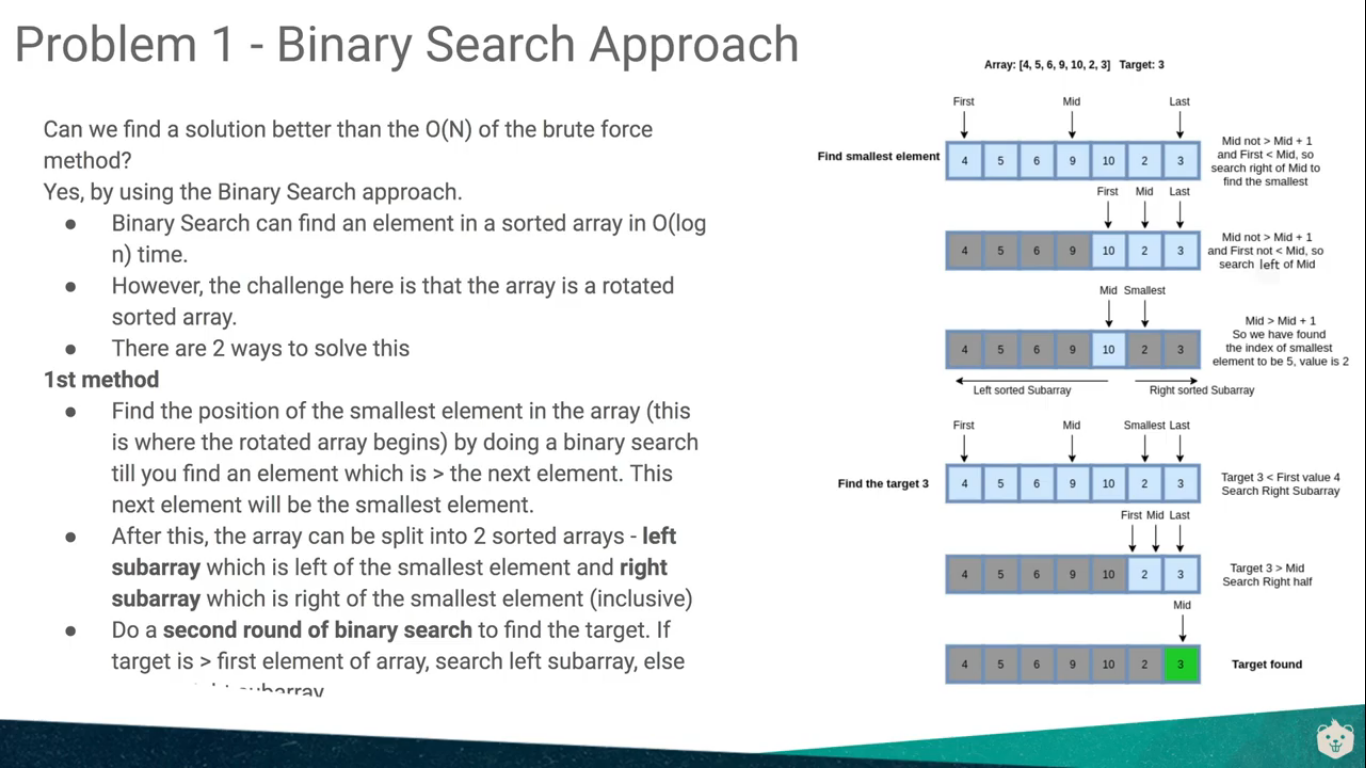 Problem 1 - Binary Search Approach
Can we find a solution better than the O(N) of the brute force
method?
Yes, by using the Binary Search approach.
● Binary Search can find an element in a sorted array in O(log
n) time.
● However, the challenge here is that the array is a rotated
sorted array.
● There are 2 ways to solve this
1st method
● Find the position of the smallest element in the array (this
is where the rotated array begins) by doing a binary search
till you find an element which is > the next element. This
next element will be the smallest element.
● After this, the array can be split into 2 sorted arrays - left
subarray which is left of the smallest element and right
subarray which is right of the smallest element (inclusive)
● Do a second round of binary search to find the target. If
target is > first element of array, search left subarray, else
subarray
Array: [4, 5, 6, 9, 10, 2, 3] Target: 3
First Mid Last
Find smallest element
4 5 6 9 10 2 3
Mid not > Mid + 1
and First < Mid, so
search right of Mid to
find the smallest
First Mid Last
4 5 6 9 10 2 3
Mid not > Mid + 1
and First not < Mid, so
search left of Mid
Mid Smallest
4 5 6 9 10 2 3
Mid > Mid + 1
So we have found
the index of smallest
element to be 5, value is 2
Left sorted Subarray Right sorted Subarray
First Mid Smallest Last
Find the target 3
4 5 6 9 10 2 3
Target 3 < First value 4
Search Right Subarray
First Mid Last
4 5 6 9 10 2 3
Target 3 > Mid
Search Right half
Mid
4 5 6 9 10 2 3
Target found